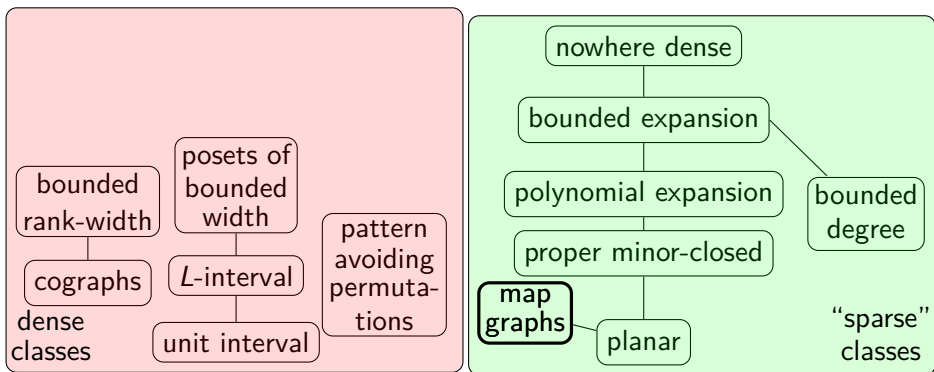 posets of
bounded
width
bounded
rank-width
pattern
avoiding
permuta-
tions
L-interval
cographs
unit interval
dense
classes
nowhere dense
bounded expansion
polynomial expansion
bounded
degree
proper minor-closed
map
graphs
planar
“sparse”
classes